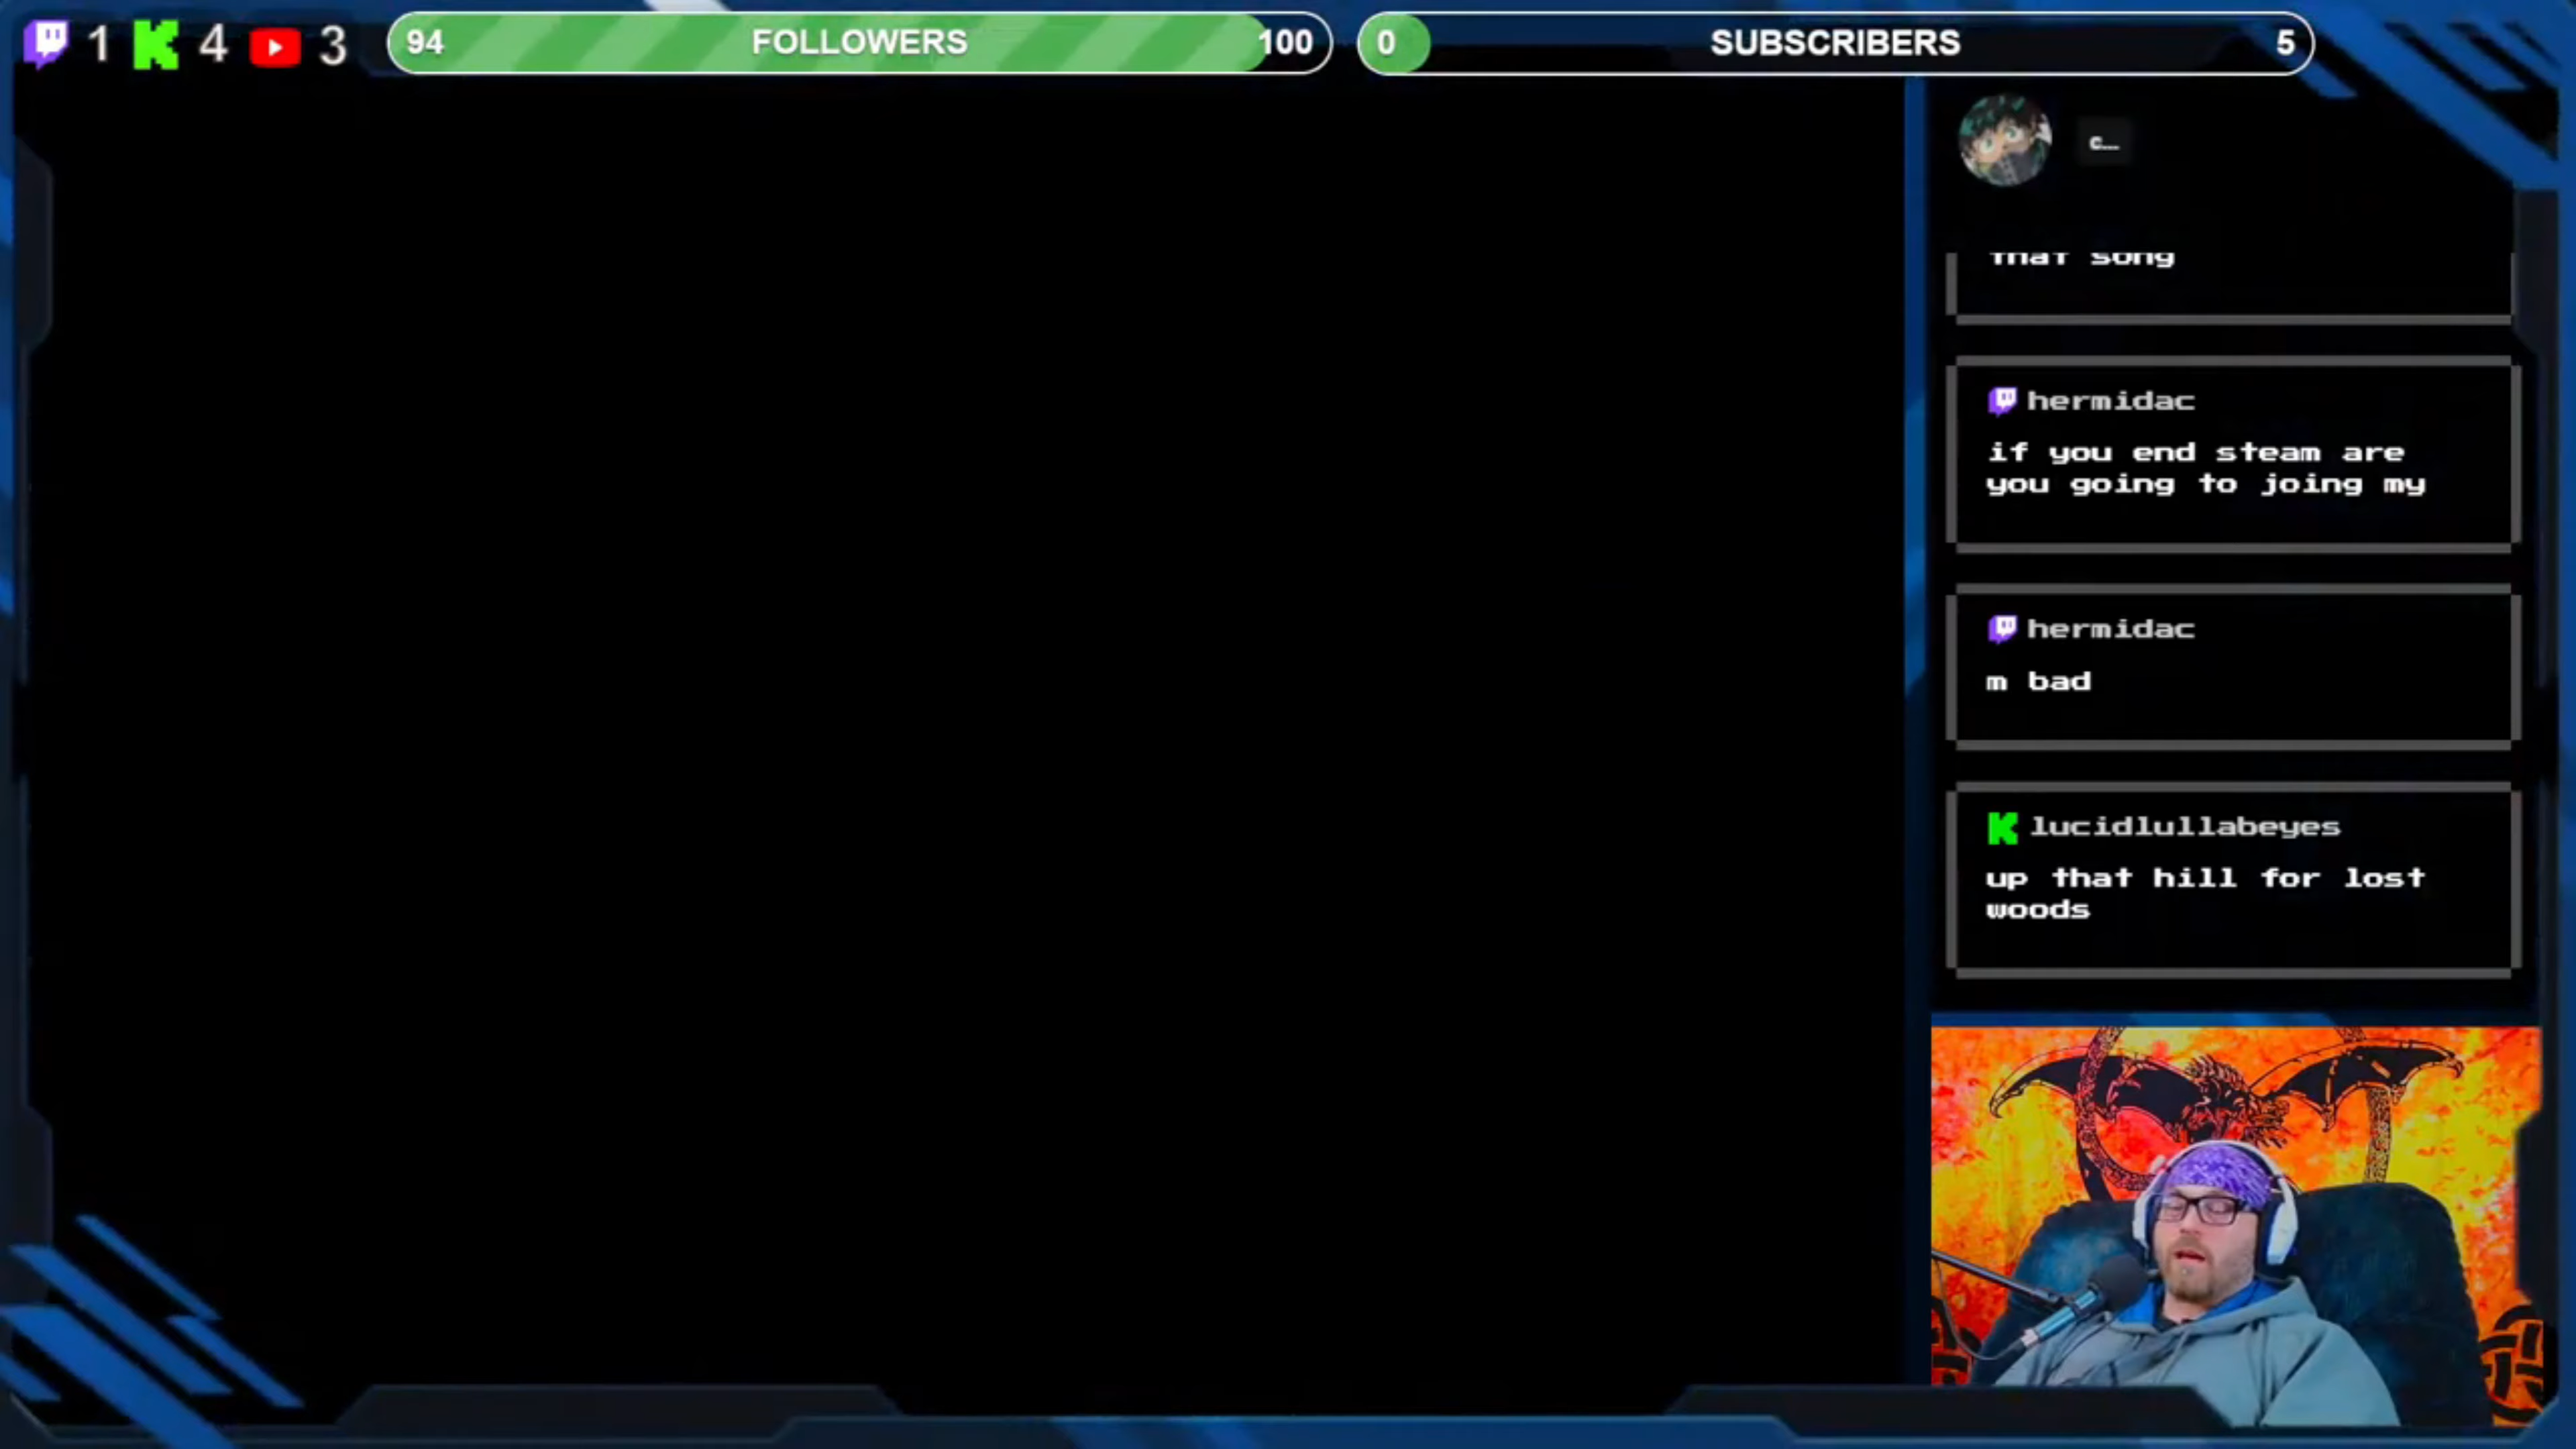 1 4 3 94 FOLLOWERS 100 0 SUBSCRIBERS 5
c...
that song
hermidac
if you end steam are
you going to joing my
hermidac
m bad
lucidlullabeyes
up that hill for lost
woods